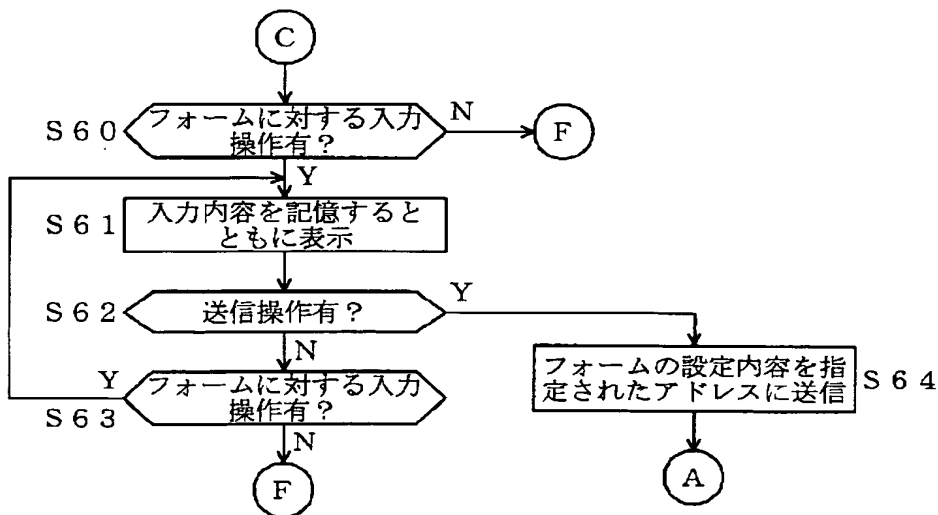 C
S60
フォームに対する入力
操作有?
N
F
Y
S61
入力内容を記憶すると
ともに表示
S62
送信操作有?
Y
N
フォームの設定内容を指
定されたアドレスに送信
S64
Y
フォームに対する入力
操作有?
S63
N
F
A